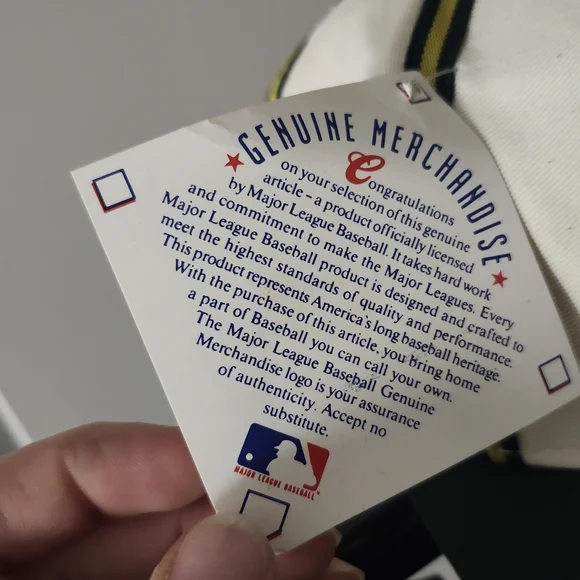 GENUINE MERCHANDISE
Congratulations
on your selection of this genuine
article – a product officially licensed
by Major League Baseball. It takes hard work
and commitment to make the Major Leagues. Every
Major League Baseball product is designed and crafted to
meet the highest standards of quality and performance.
This product represents America's long baseball heritage.
With the purchase of this article, you bring home
a part of Baseball you can call your own.
The Major League Baseball Genuine
Merchandise logo is your assurance
of authenticity. Accept no
substitute.
MAJOR LEAGUE BASEBALL®